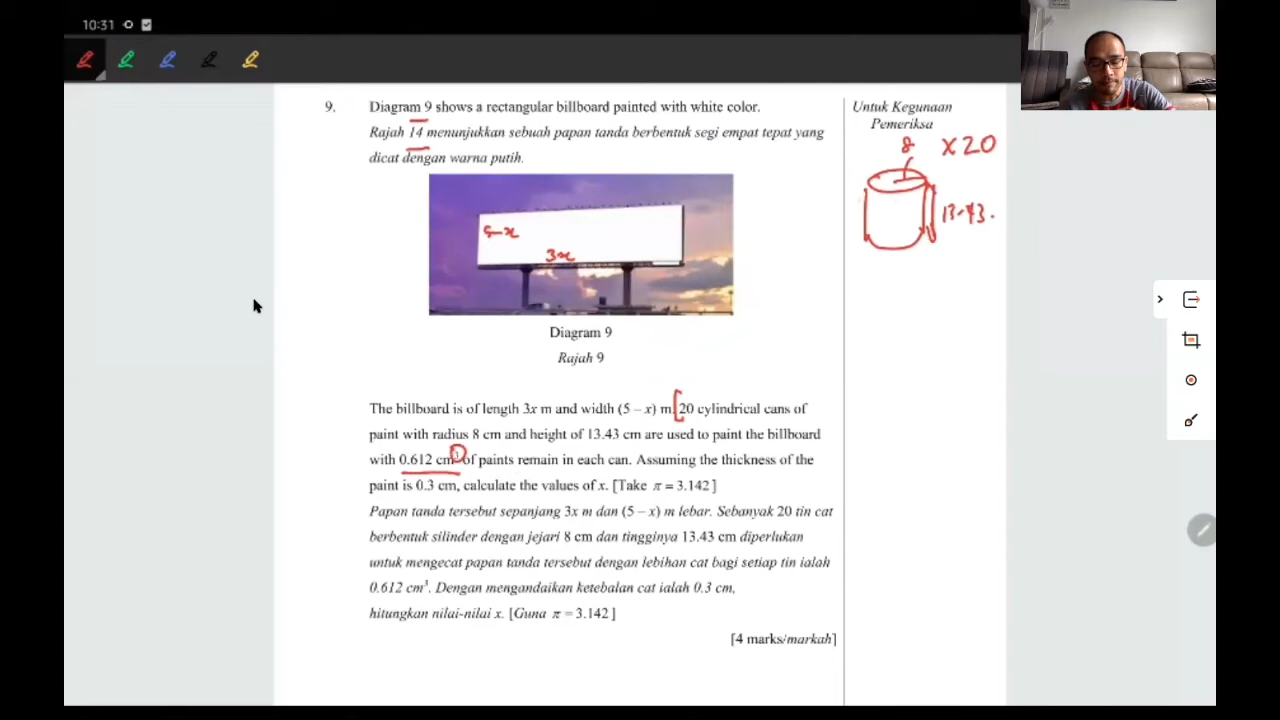 10:31
9. Diagram 9 shows a rectangular billboard painted with white color.
Rajah 14 menunjukkan sebuah papan tanda berbentuk segi empat tepat yang
dicat dengan warna putih.
Untuk Kegunaan
Pemeriksa
8 x20
13.43.
5-x
3x
Diagram 9
Rajah 9
The billboard is of length 3x m and width (5 – x) m. 20 cylindrical cans of
paint with radius 8 cm and height of 13.43 cm are used to paint the billboard
with 0.612 cm³ of paints remain in each can. Assuming the thickness of the
paint is 0.3 cm, calculate the values of x. [Take π = 3.142]
Papan tanda tersebut sepanjang 3x m dan (5 – x) m lebar. Sebanyak 20 tin cat
berbentuk silinder dengan jejari 8 cm dan tingginya 13.43 cm diperlukan
untuk mengecat papan tanda tersebut dengan lebihan cat bagi setiap tin ialah
0.612 cm³. Dengan mengandaikan ketebalan cat ialah 0.3 cm,
hitungkan nilai-nilai x. [Guna π = 3.142]
[4 marks/markah]